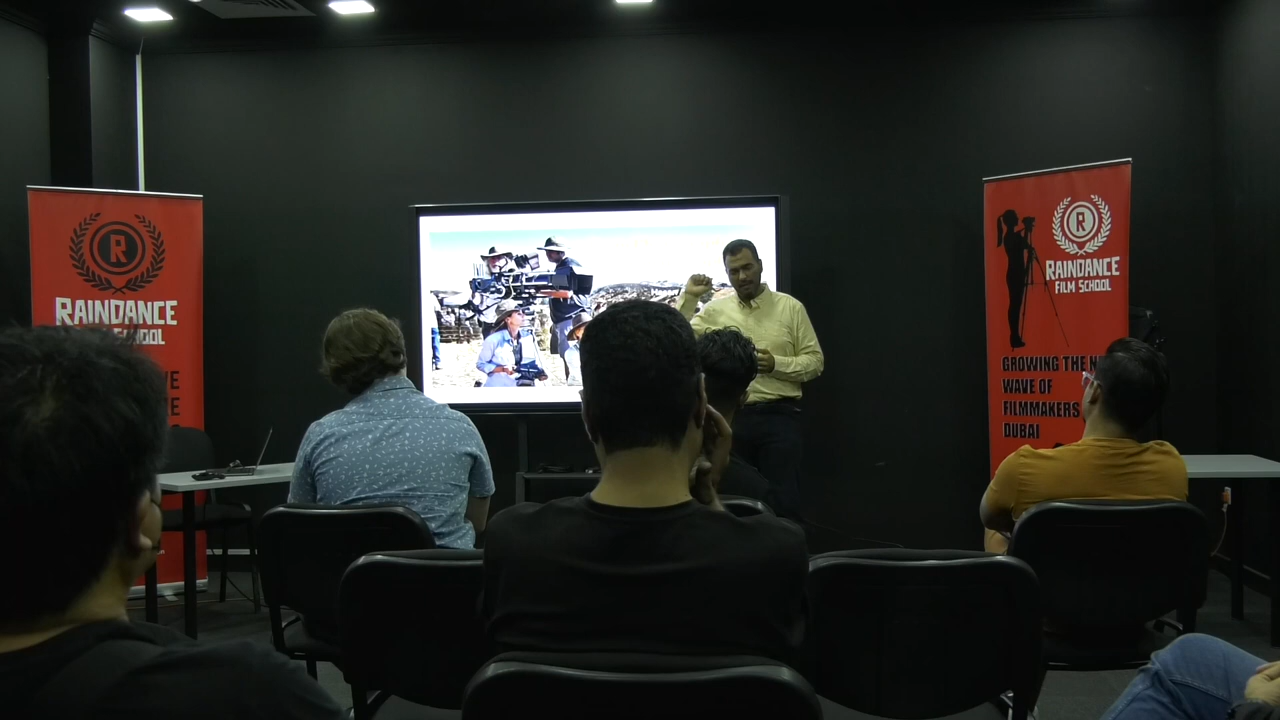 R
RAINDANCE
R
RAINDANCE
FILM SCHOOL
GROWING THE
WAVE OF
FILMMAKERS
DUBAI